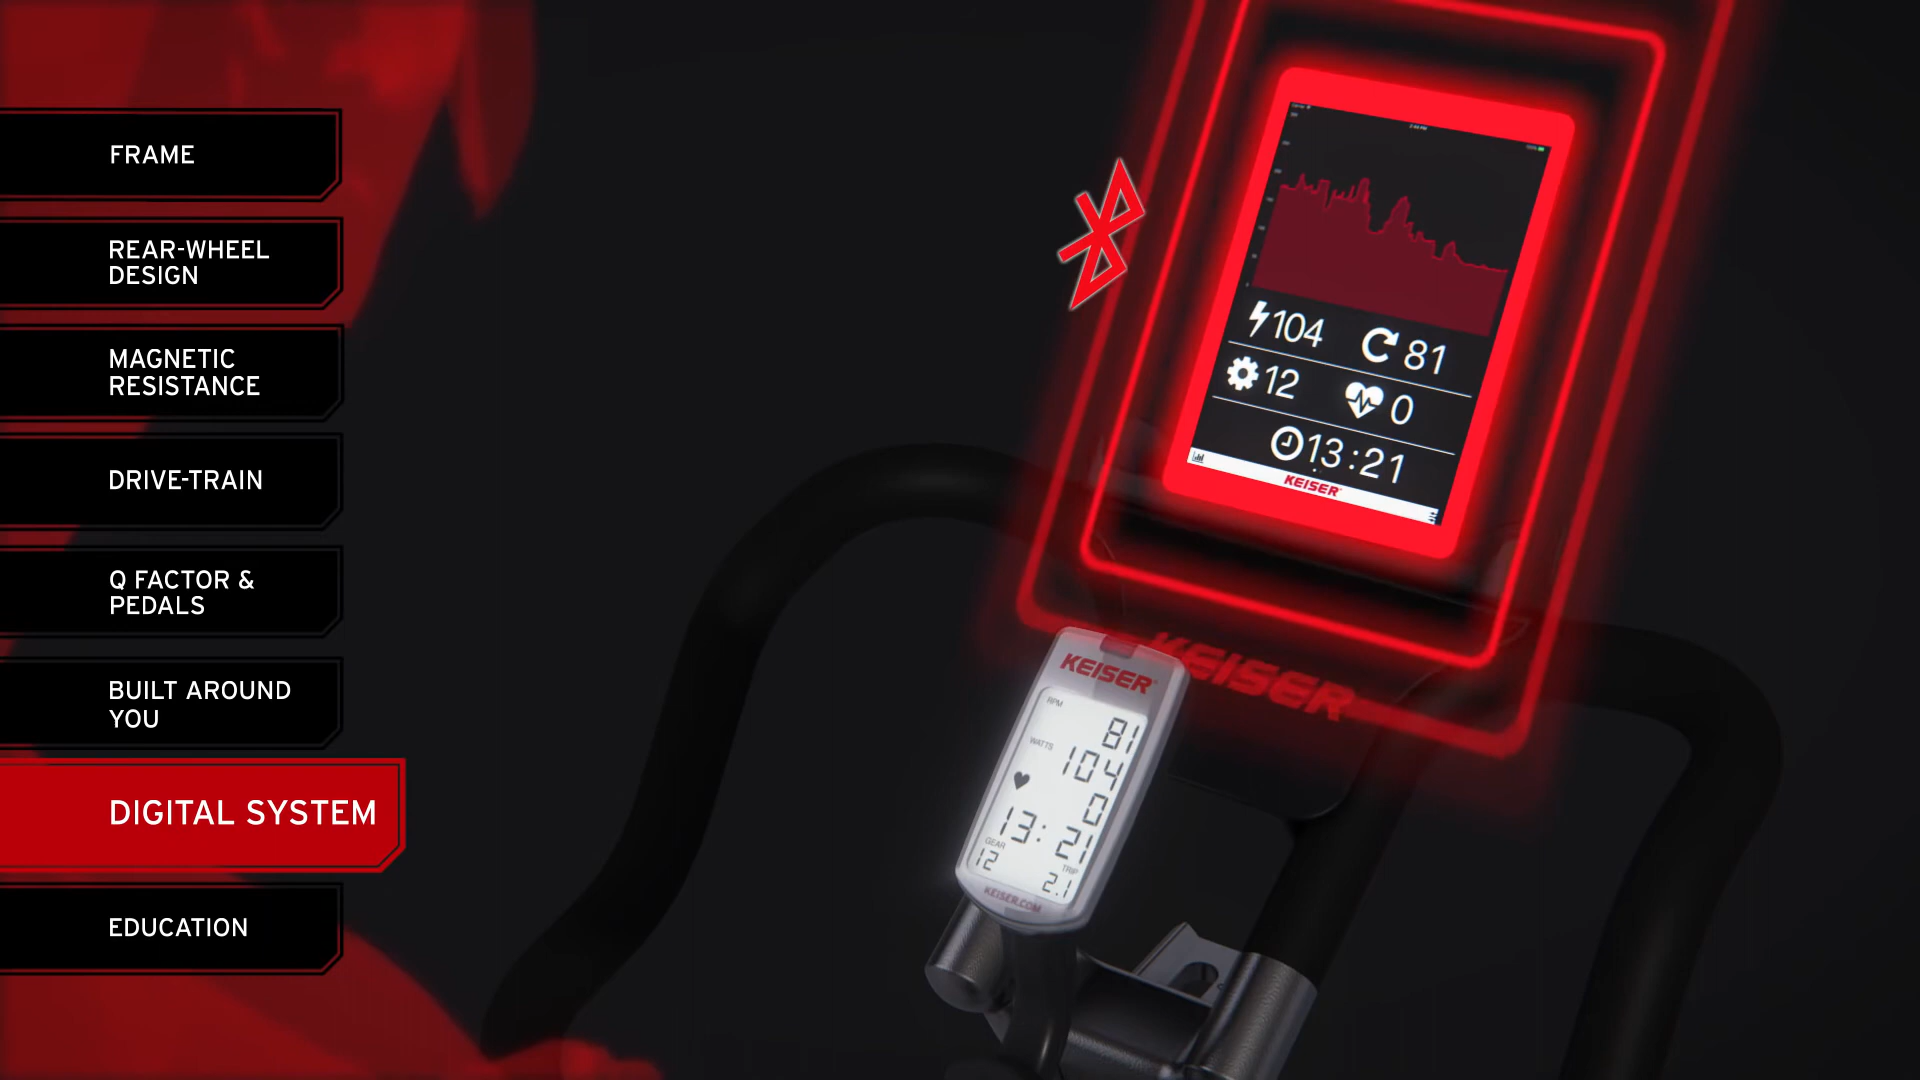 FRAME
REAR-WHEEL
DESIGN
MAGNETIC
RESISTANCE
DRIVE-TRAIN
Q FACTOR &
PEDALS
BUILT AROUND
YOU
DIGITAL SYSTEM
EDUCATION
104
81
12
0
13:21
KEISER
KEISER
KEISER
RPM
81
WATTS
104
0
13:21
GEAR
12
TRIP
2.1
KEISER.COM